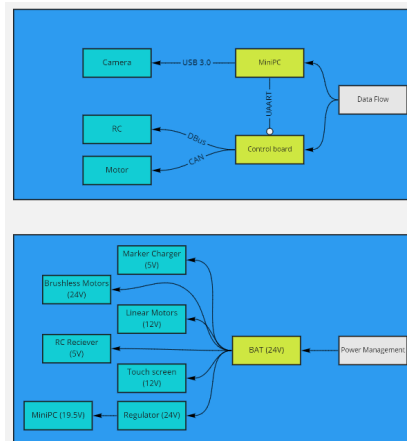 Camera
USB 3.0
MiniPC
UAART
Data Flow
RC
DBus
Control board
CAN
Motor
Marker Charger
(5V)
Brushless Motors
(24V)
Linear Motors
(12V)
RC Reciever
(5V)
BAT (24V)
Power Management
Touch screen
(12V)
MiniPC (19.5V)
Regulator (24V)